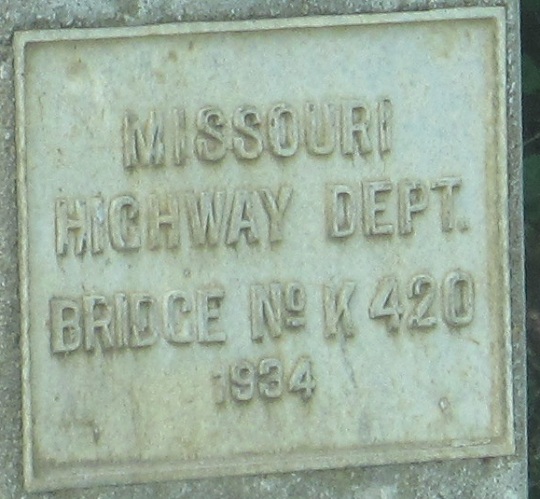 MISSOURI
HIGHWAY DEPT.
BRIDGE Nº K 420
1934